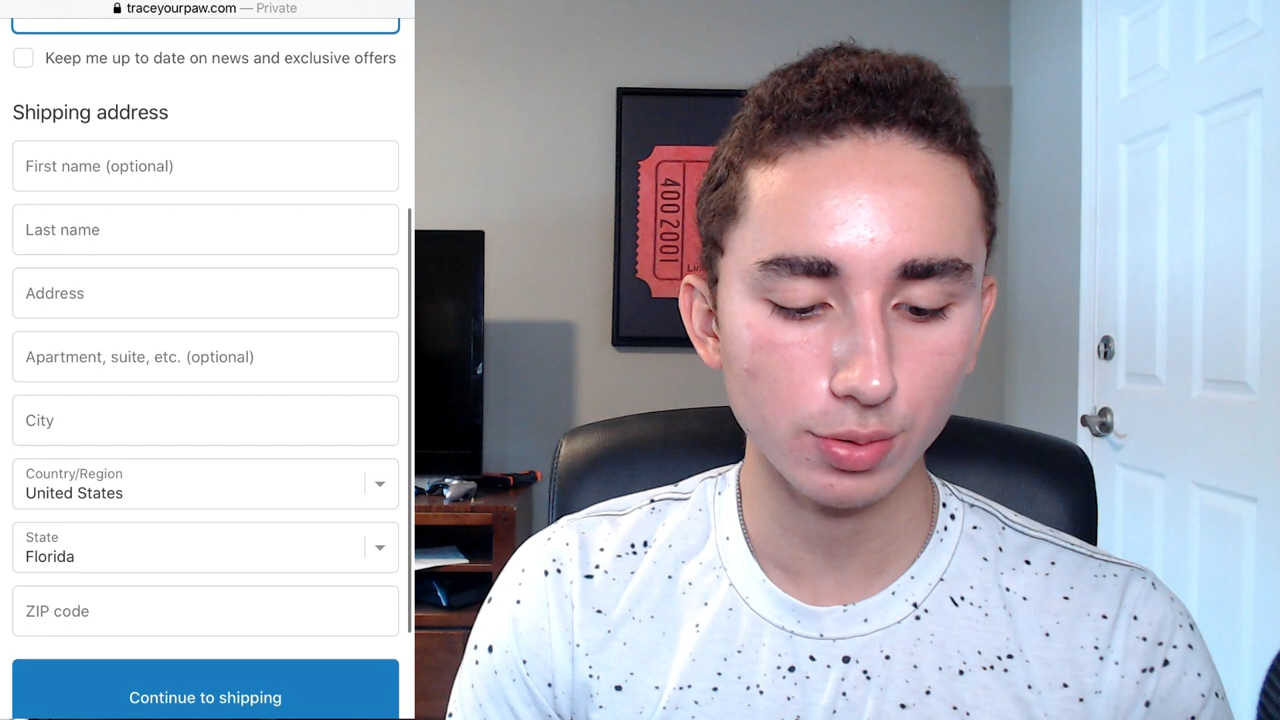 traceyourpaw.com — Private
Keep me up to date on news and exclusive offers
Shipping address
First name (optional)
Last name
Address
Apartment, suite, etc. (optional)
City
Country/Region
United States
State
Florida
ZIP code
Continue to shipping
400 2001